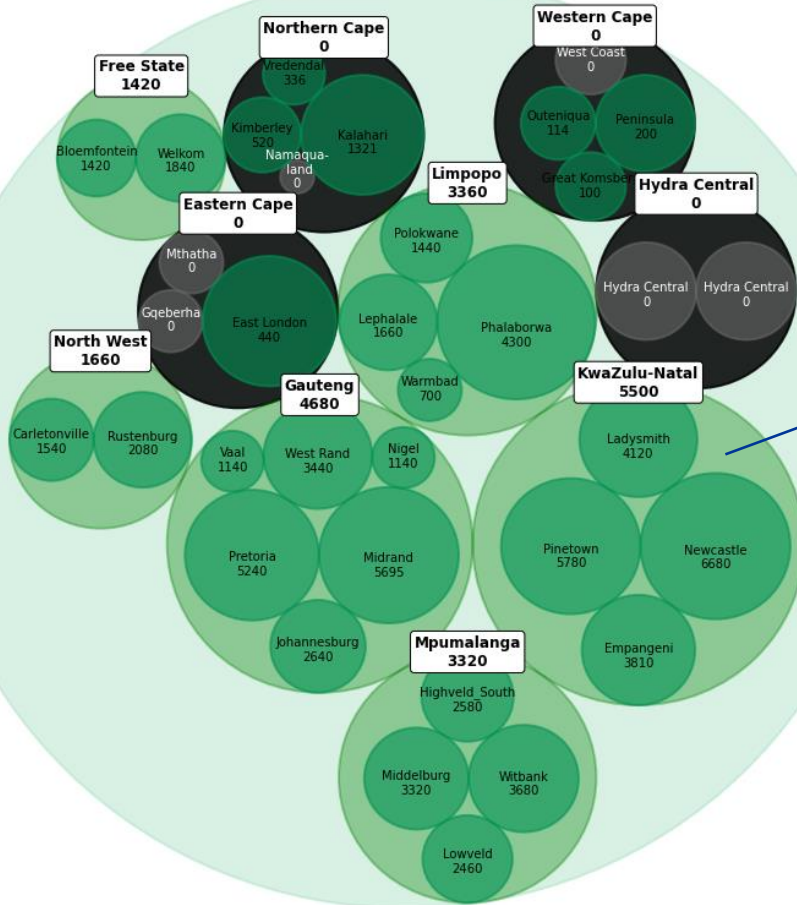 Northern Cape
0
Vredendal
336
Kimberley
520
Kalahari
1321
Namaqua-
land
0
Western Cape
0
West Coast
0
Outeniqua
114
Peninsula
200
Great Komsber
100
Free State
1420
Bloemfontein
1420
Welkom
1840
Limpopo
3360
Polokwane
1440
Lephalale
1660
Phalaborwa
4300
Warmbad
700
Hydra Central
0
Hydra Central
0
Hydra Central
0
Eastern Cape
0
Mthatha
0
Gqeberha
0
East London
440
North West
1660
Carletonville
1540
Rustenburg
2080
Gauteng
4680
Vaal
1140
West Rand
3440
Nigel
1140
Pretoria
5240
Midrand
5695
Johannesburg
2640
KwaZulu-Natal
5500
Ladysmith
4120
Pinetown
5780
Newcastle
6680
Empangeni
3810
Mpumalanga
3320
Highveld_South
2580
Middelburg
3320
Witbank
3680
Lowveld
2460